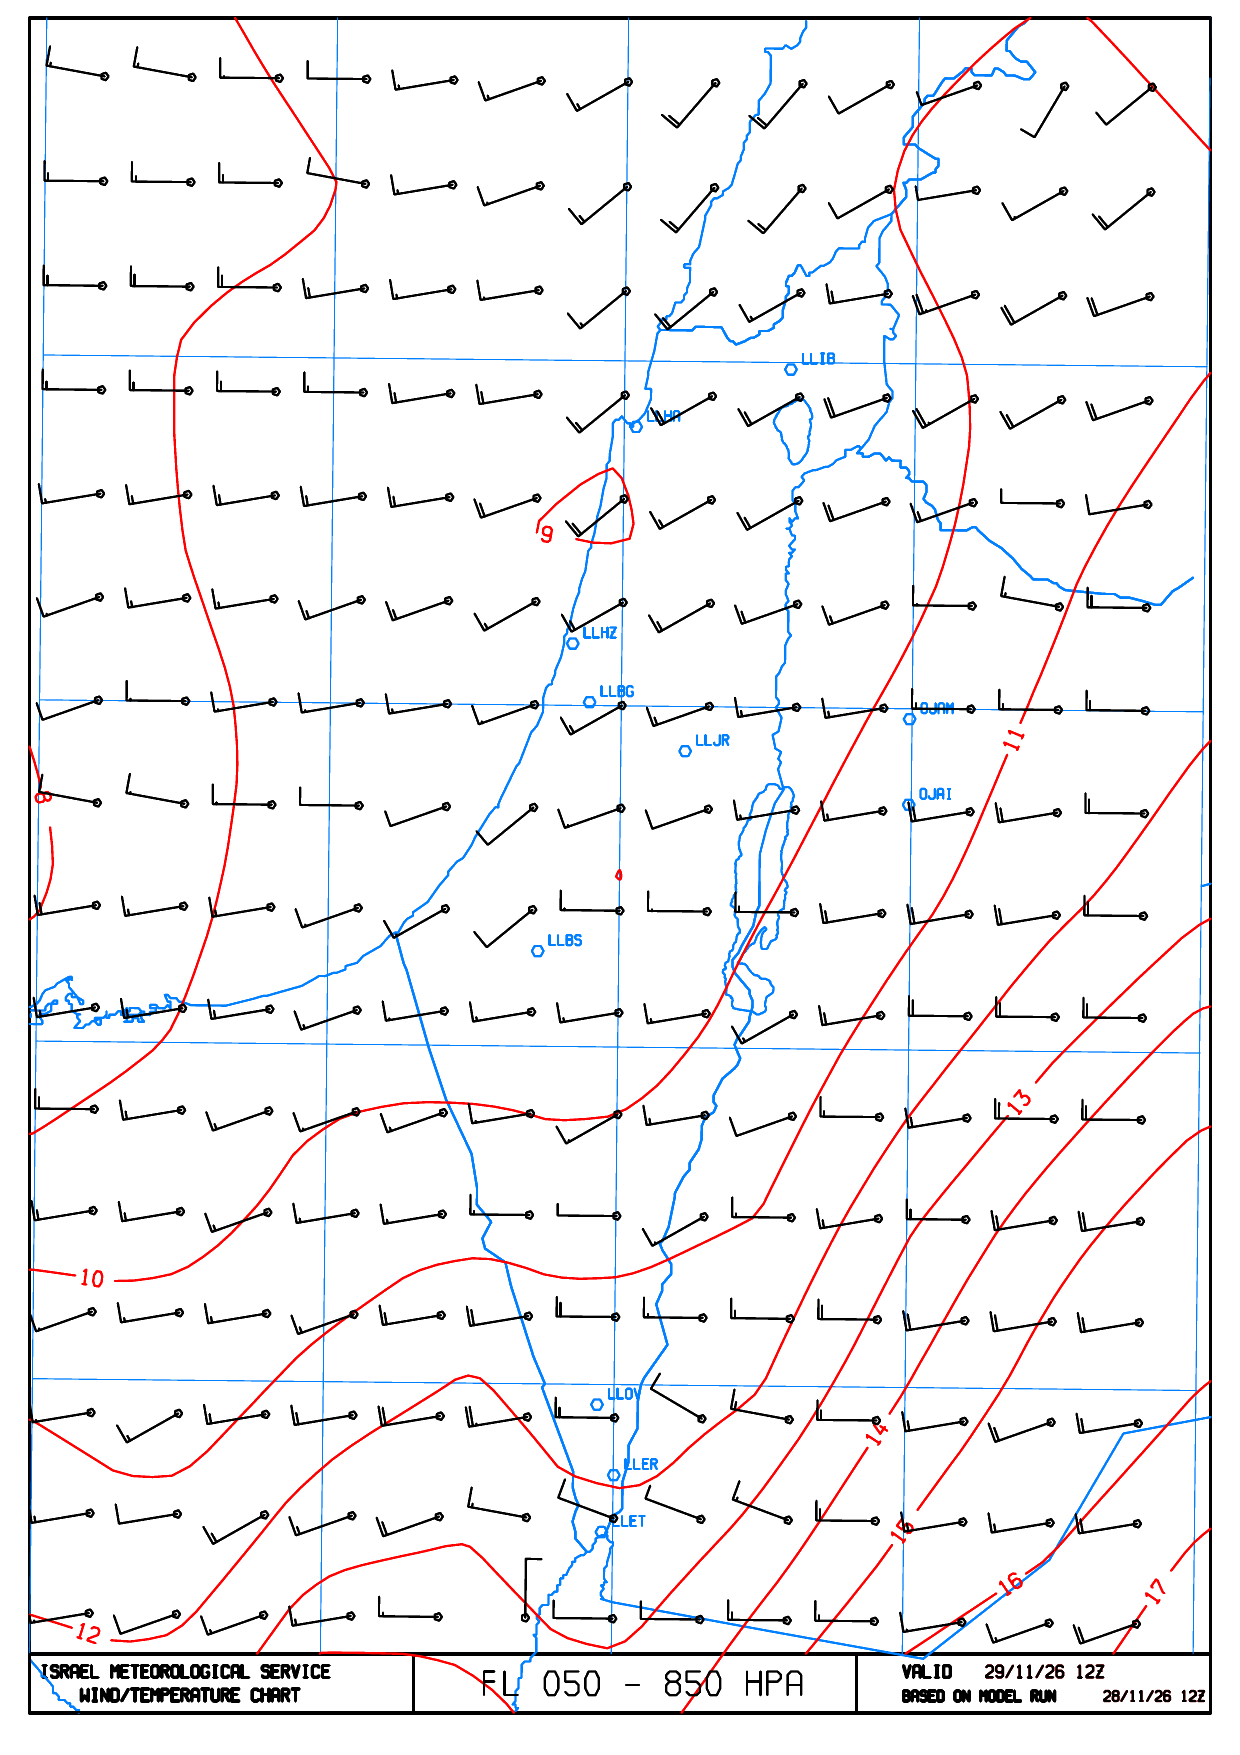 LLIB
LLHA
9
LLHZ
LLBG
OJAM
LLJR
11
8
OJAI
LLBS
13
10
LLOV
14
LLER
LLET
15
16
17
12
ISRAEL METEOROLOGICAL SERVICE
WIND/TEMPERATURE CHART
FL 050 - 850 HPA
VALID 29/11/26 12Z
BASED ON MODEL RUN 28/11/26 12Z